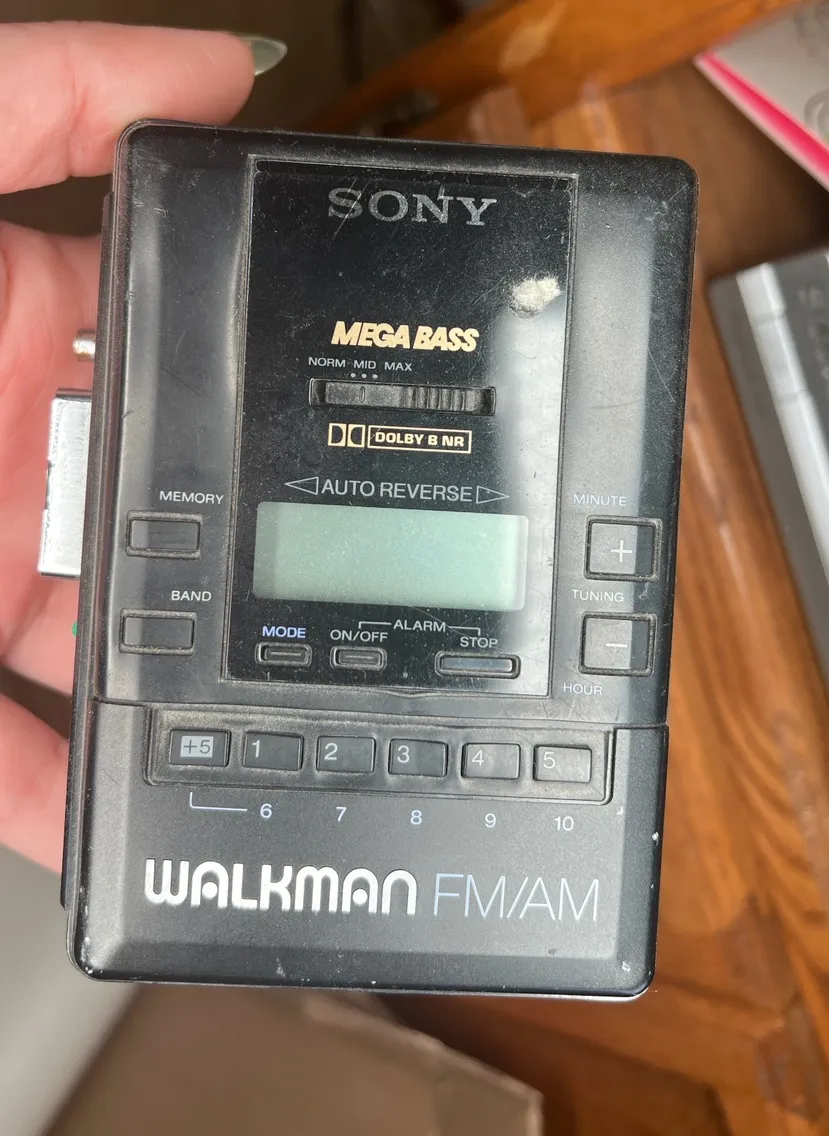 SONY
MEGA BASS
NORM MID MAX
DOLBY B NR
AUTO REVERSE
MEMORY
MINUTE
+
BAND
TUNING
ALARM
MODE ON/OFF STOP
-
HOUR
+5 1 2 3 4 5
6 7 8 9 10
WALKMAN FM/AM